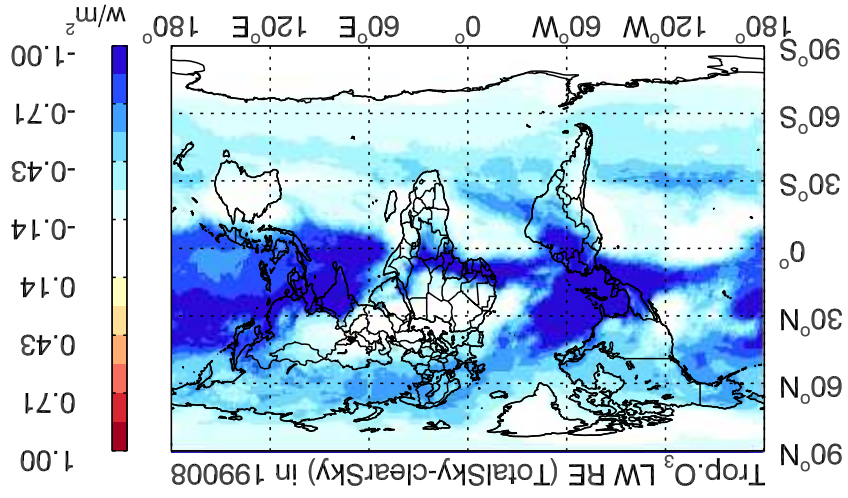 Trop.O₃ LW RE (TotalSky-clearSky) in 199008
90°N
60°N
30°N
0°
30°S
60°S
90°S
180° 120°W 60°W 0° 60°E 120°E 180°
1.00
0.71
0.43
0.14
-0.14
-0.43
-0.71
-1.00
w/m²